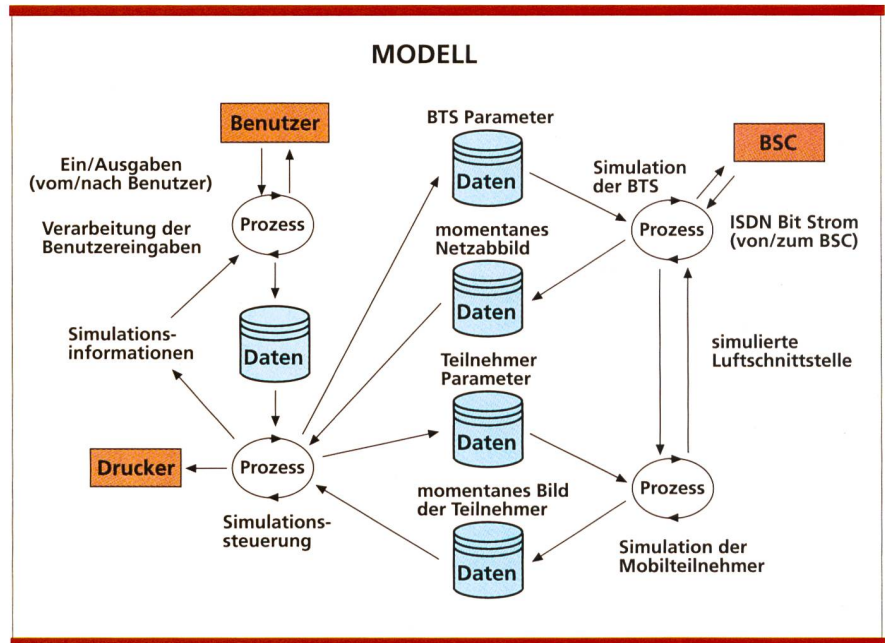 MODELL
Benutzer
Ein/Ausgaben
(vom/nach Benutzer)
Prozess
Verarbeitung der
Benutzereingaben
Daten
Simulations-
informationen
Drucker
Prozess
Simulations-
steuerung
BTS Parameter
Daten
momentanes
Netzabbild
Daten
Teilnehmer
Parameter
Daten
momentanes Bild
der Teilnehmer
Daten
Simulation
der BTS
BSC
Prozess
ISDN Bit Strom
(von/zum BSC)
simulierte
Luftschnittstelle
Prozess
Simulation der
Mobilteilnehmer